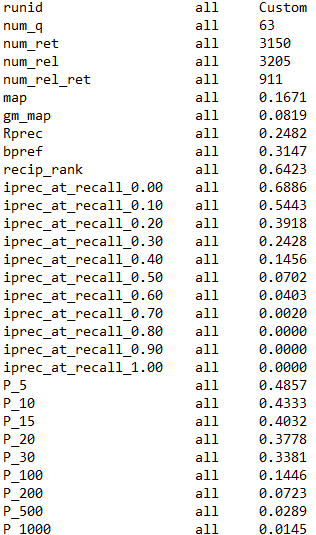 runid all Custom
num_q all 63
num_ret all 3150
num_rel all 3205
num_rel_ret all 911
map all 0.1671
gm_map all 0.0819
Rprec all 0.2482
bpref all 0.3147
recip_rank all 0.6423
iprec_at_recall_0.00 all 0.6886
iprec_at_recall_0.10 all 0.5443
iprec_at_recall_0.20 all 0.3918
iprec_at_recall_0.30 all 0.2428
iprec_at_recall_0.40 all 0.1456
iprec_at_recall_0.50 all 0.0702
iprec_at_recall_0.60 all 0.0403
iprec_at_recall_0.70 all 0.0020
iprec_at_recall_0.80 all 0.0000
iprec_at_recall_0.90 all 0.0000
iprec_at_recall_1.00 all 0.0000
P_5 all 0.4857
P_10 all 0.4333
P_15 all 0.4032
P_20 all 0.3778
P_30 all 0.3381
P_100 all 0.1446
P_200 all 0.0723
P_500 all 0.0289
P_1000 all 0.0145